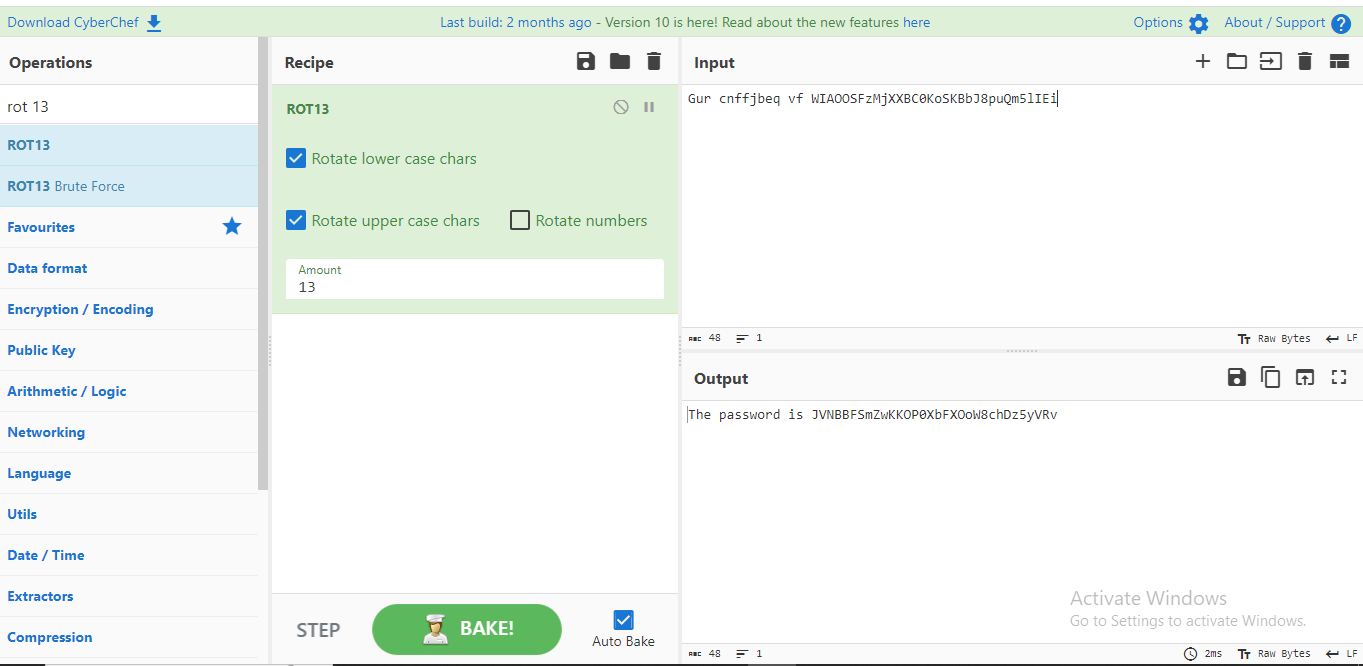 Download CyberChef
Last build: 2 months ago - Version 10 is here! Read about the new features here
Options
About / Support
Operations
rot 13
ROT13
ROT13 Brute Force
Favourites
Data format
Encryption / Encoding
Public Key
Arithmetic / Logic
Networking
Language
Utils
Date / Time
Extractors
Compression
Recipe
ROT13
Rotate lower case chars
Rotate upper case chars
Rotate numbers
Amount
13
STEP
BAKE!
Auto Bake
Input
Gur cnffjbeq vf WIAOOSFzMjXXBC0KoSKBbJ8puQm5lIEi
ABC 48
1
Tт Raw Bytes
LF
Output
The password is JVNBBFSmZwKKOP0XbFXOoW8chDz5yVRv
Activate Windows
Go to Settings to activate Windows.
ABC 48
1
2ms
Tт Raw Bytes
LF